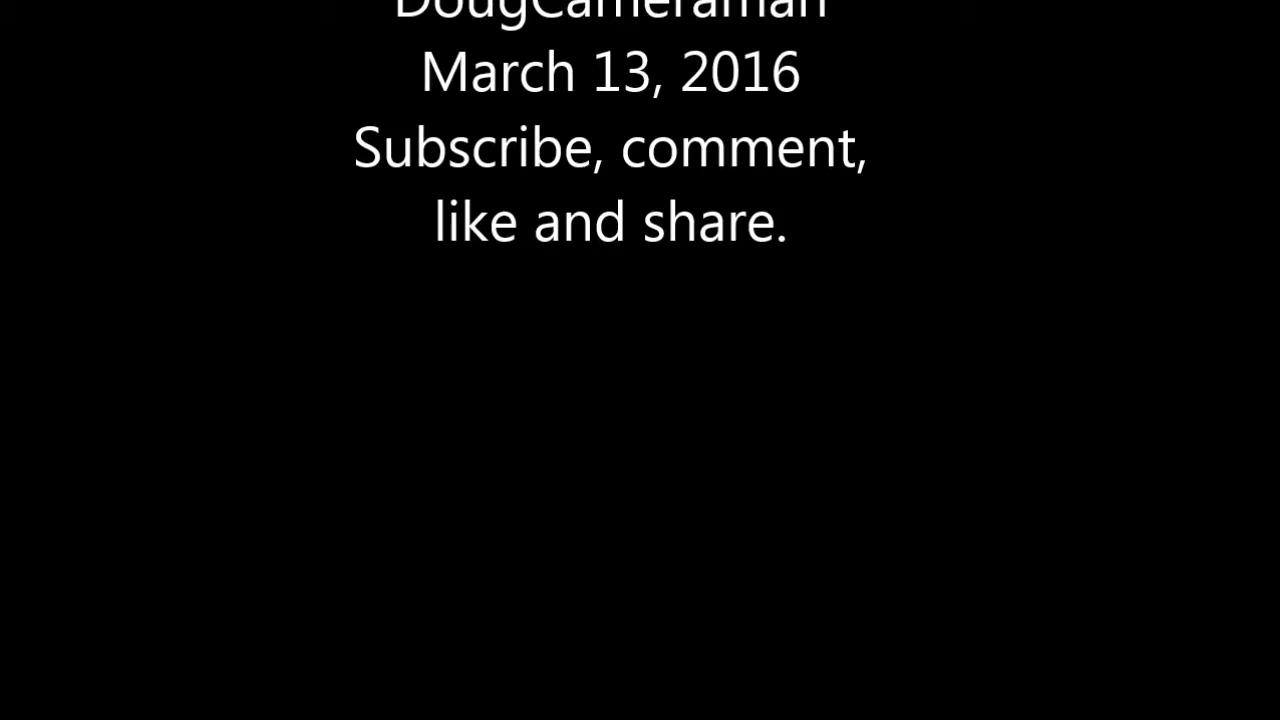 DougCameraman
March 13, 2016
Subscribe, comment,
like and share.